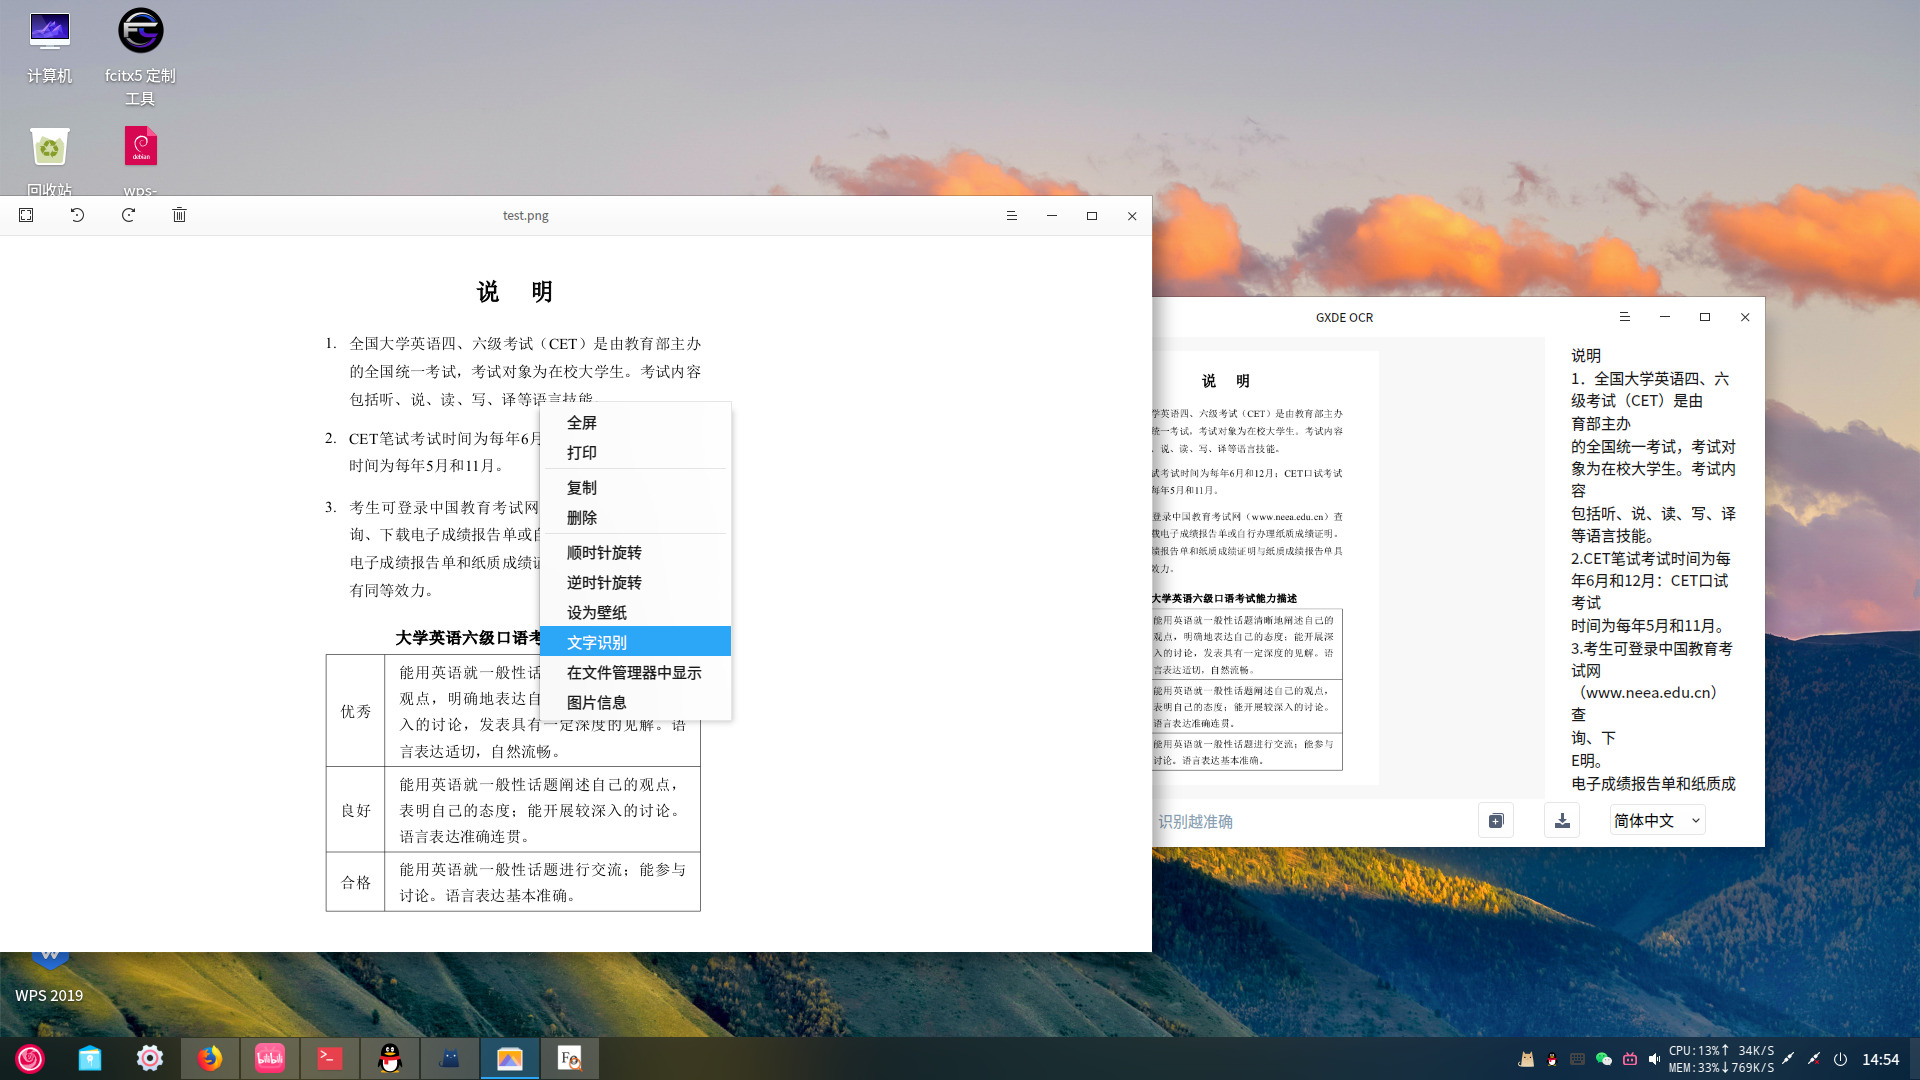 计算机
fcitx5 定制
工具
回收站
wps-
debian
test.png
说 明
1. 全国大学英语四、六级考试（CET）是由教育部主办
的全国统一考试，考试对象为在校大学生。考试内容
包括听、说、读、写、译等语言技能。
2. CET笔试考试时间为每年6月
时间为每年5月和11月。
3. 考生可登录中国教育考试网
询、下载电子成绩报告单或自
电子成绩报告单和纸质成绩证
有同等效力。
大学英语六级口语考
优秀
能用英语就一般性话
观点，明确地表达自
入的讨论，发表具有一定深度的见解。语
言表达适切，自然流畅。
良好
能用英语就一般性话题阐述自己的观点，
表明自己的态度；能开展较深入的讨论。
语言表达准确连贯。
合格
能用英语就一般性话题进行交流；能参与
讨论。语言表达基本准确。
全屏
打印
复制
删除
顺时针旋转
逆时针旋转
设为壁纸
文字识别
在文件管理器中显示
图片信息
GXDE OCR
说 明
学英语四、六级考试（CET）是由教育部主办
统一考试，考试对象为在校大学生。考试内容
、说、读、写、译等语言技能。
试考试时间为每年6月和12月；CET口试考试
每年5月和11月。
登录中国教育考试网（www.neea.edu.cn）查
载电子成绩报告单或自行办理纸质成绩证明。
绩报告单和纸质成绩证明与纸质成绩报告单具
效力。
大学英语六级口语考试能力描述
能用英语就一般性话题清晰地阐述自己的
观点，明确地表达自己的态度；能开展深
入的讨论，发表具有一定深度的见解。语
言表达适切，自然流畅。
能用英语就一般性话题阐述自己的观点，
表明自己的态度；能开展较深入的讨论。
语言表达准确连贯。
能用英语就一般性话题进行交流；能参与
讨论。语言表达基本准确。
说明
1．全国大学英语四、六
级考试（CET）是由
育部主办
的全国统一考试，考试对
象为在校大学生。考试内
容
包括听、说、读、写、译
等语言技能。
2.CET笔试考试时间为每
年6月和12月：CET口试
考试
时间为每年5月和11月。
3.考生可登录中国教育考
试网
（www.neea.edu.cn）
查
询、下
E明。
电子成绩报告单和纸质成
识别越准确
简体中文
WPS 2019
bilibili
CPU:13%↑ 34K/S
MEM:33%↓769K/S
14:54